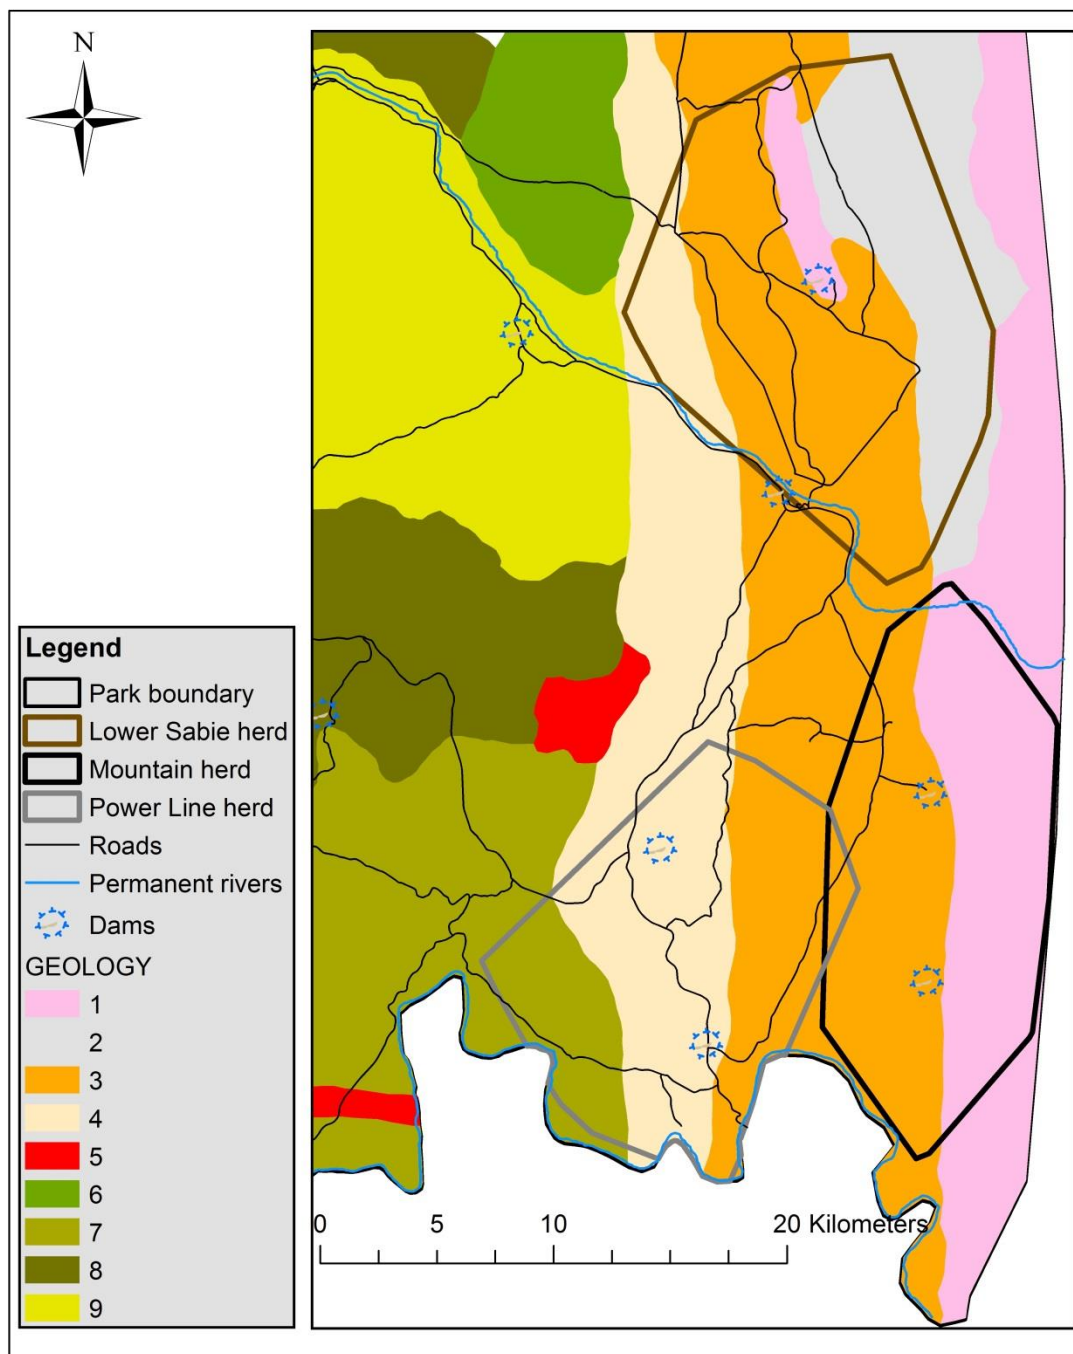 N
Legend
Park boundary
Lower Sabie herd
Mountain herd
Power Line herd
Roads
Permanent rivers
Dams
GEOLOGY
1
2
3
4
5
6
7
8
9
0 5 10 20 Kilometers